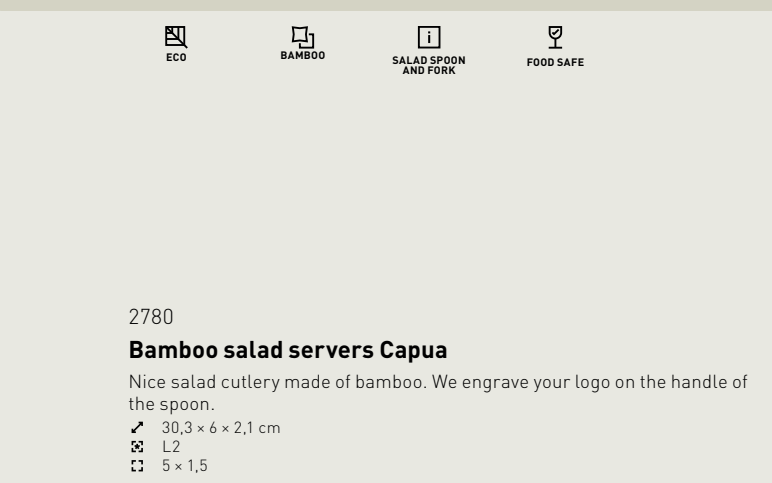 ECO
BAMBOO
SALAD SPOON
AND FORK
FOOD SAFE
2780
Bamboo salad servers Capua
Nice salad cutlery made of bamboo. We engrave your logo on the handle of
the spoon.
30,3 × 6 × 2,1 cm
L2
5 × 1,5